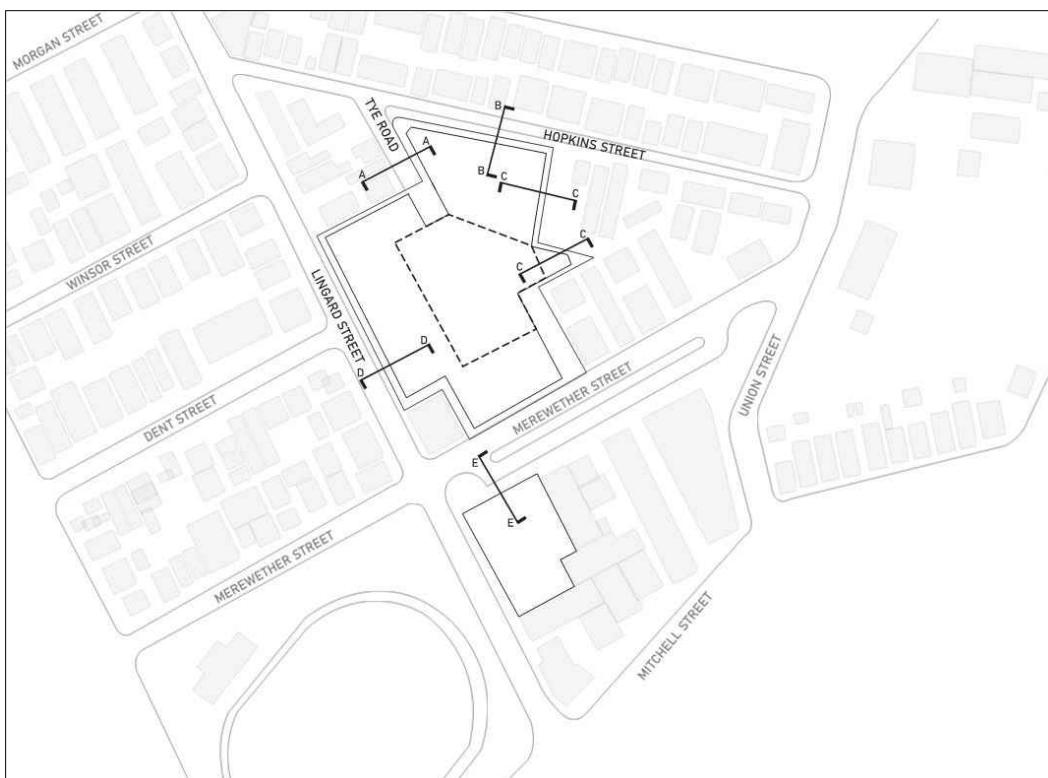 MORGAN STREET
TYE ROAD
B
HOPKINS STREET
A
A
B
C
C
WINSOR STREET
C
C
LINGARD STREET
D
D
DENT STREET
MEREWETHER STREET
UNION STREET
E
E
MEREWETHER STREET
MITCHELL STREET